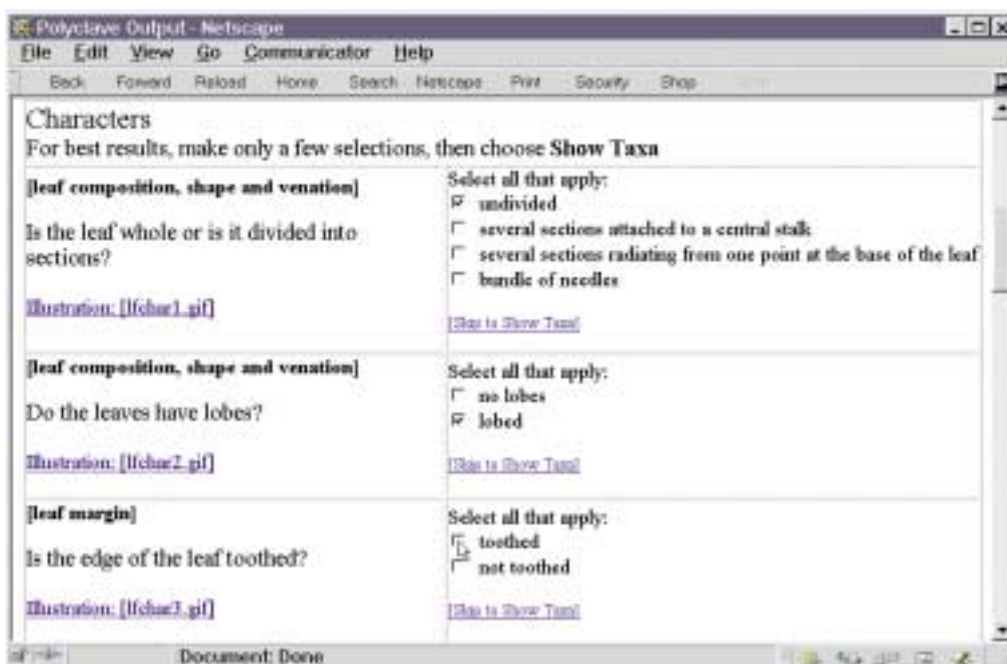 Polyclave Output - Netscape
File Edit View Go Communicator Help
Back Forward Reload Home Search Netscape Print Security Shop
Characters
For best results, make only a few selections, then choose Show Taxa
[leaf composition, shape and venation]
Is the leaf whole or is it divided into
sections?
Illustration: [lfchar1.gif]
Select all that apply:
undivided
several sections attached to a central stalk
several sections radiating from one point at the base of the leaf
bundle of needles
[Skip to Show Taxa]
[leaf composition, shape and venation]
Do the leaves have lobes?
Illustration: [lfchar2.gif]
Select all that apply:
no lobes
lobed
[Skip to Show Taxa]
[leaf margin]
Is the edge of the leaf toothed?
Illustration: [lfchar3.gif]
Select all that apply:
toothed
not toothed
[Skip to Show Taxa]
Document: Done